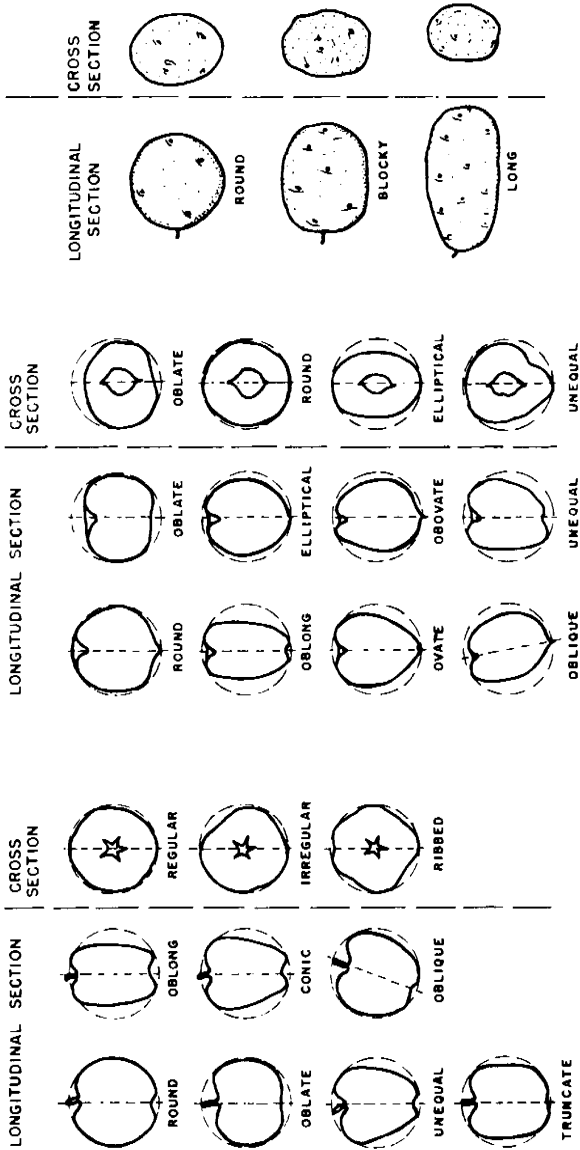 LONGITUDINAL SECTION
CROSS
SECTION
ROUND OBLONG REGULAR
OBLATE CONIC IRREGULAR
UNEQUAL OBLIQUE RIBBED
TRUNCATE
LONGITUDINAL SECTION
CROSS
SECTION
ROUND OBLATE OBLATE
OBLONG ELLIPTICAL ROUND
OVATE OBOVATE ELLIPTICAL
OBLIQUE UNEQUAL UNEQUAL
LONGITUDINAL
SECTION
CROSS
SECTION
ROUND
BLOCKY
LONG